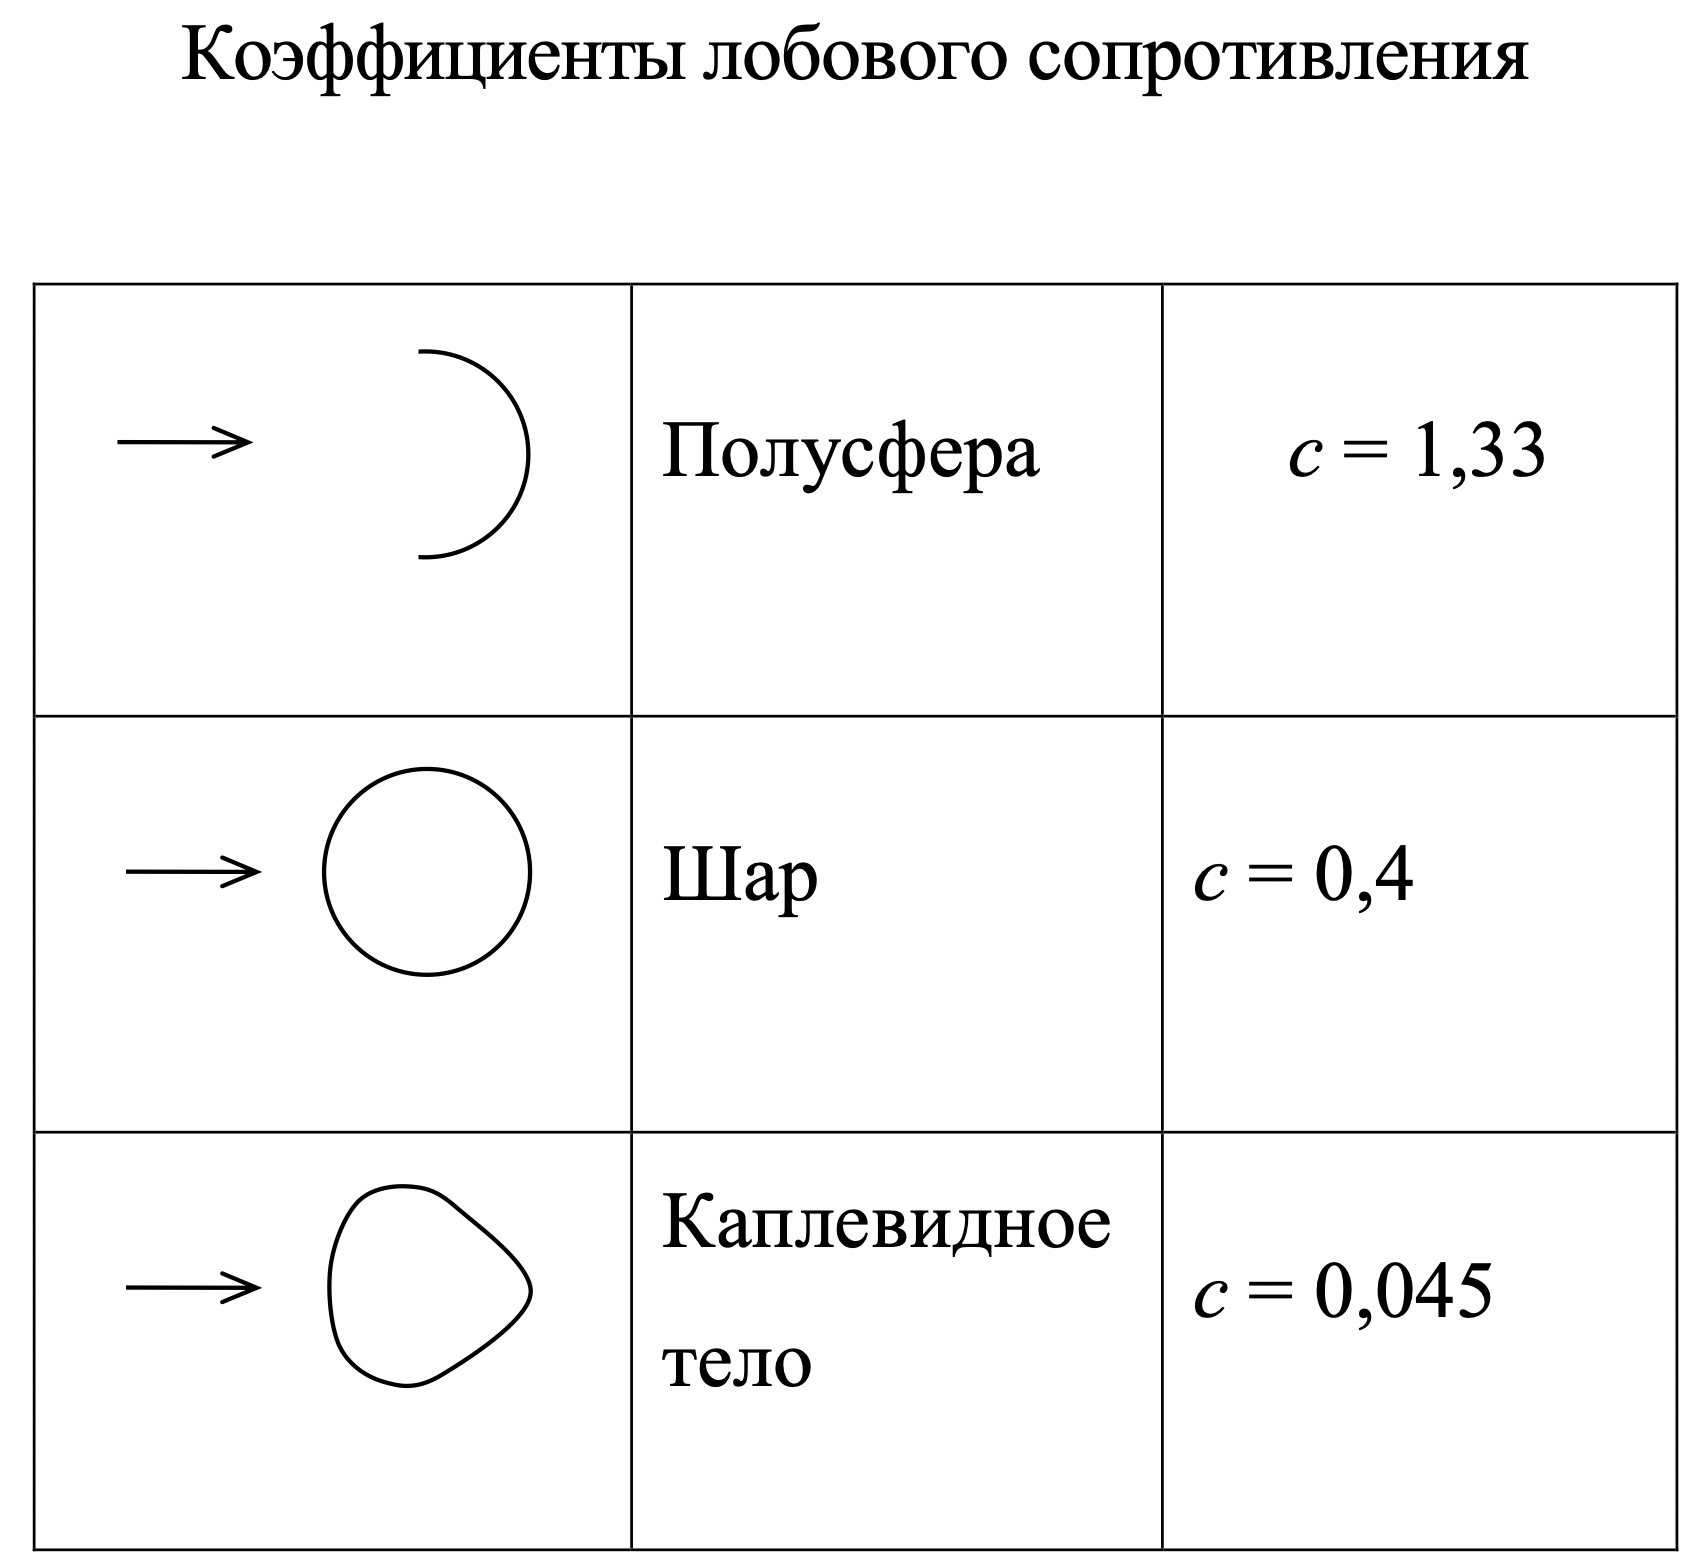 Коэффициенты лобового сопротивления
Полусфера
c = 1,33
Шар
c = 0,4
Каплевидное
тело
c = 0,045